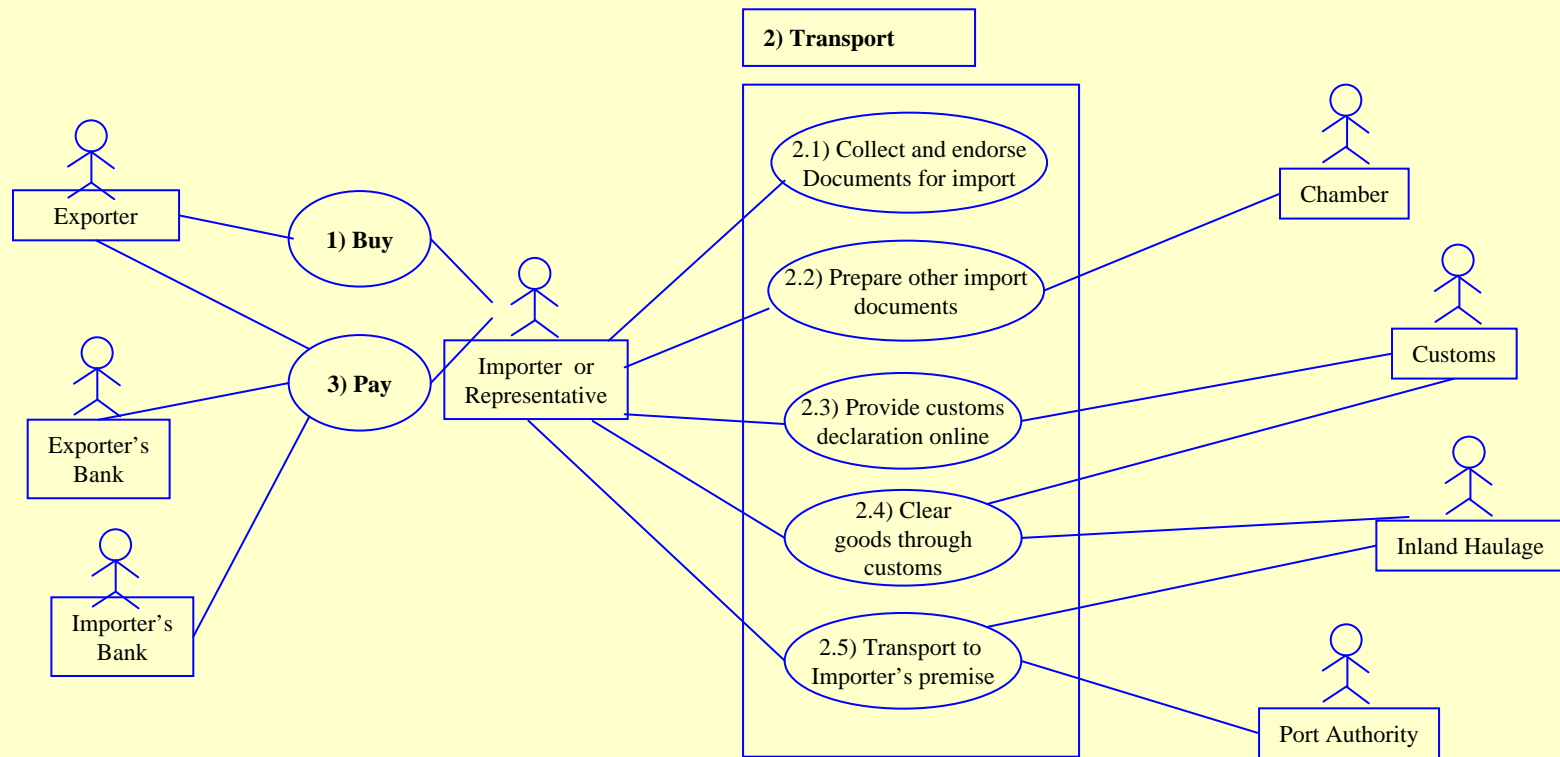 2) Transport
Exporter
1) Buy
3) Pay
Exporter’s
Bank
Importer’s
Bank
Importer or
Representative
2.1) Collect and endorse
Documents for import
2.2) Prepare other import
documents
2.3) Provide customs
declaration online
2.4) Clear
goods through
customs
2.5) Transport to
Importer’s premise
Chamber
Customs
Inland Haulage
Port Authority